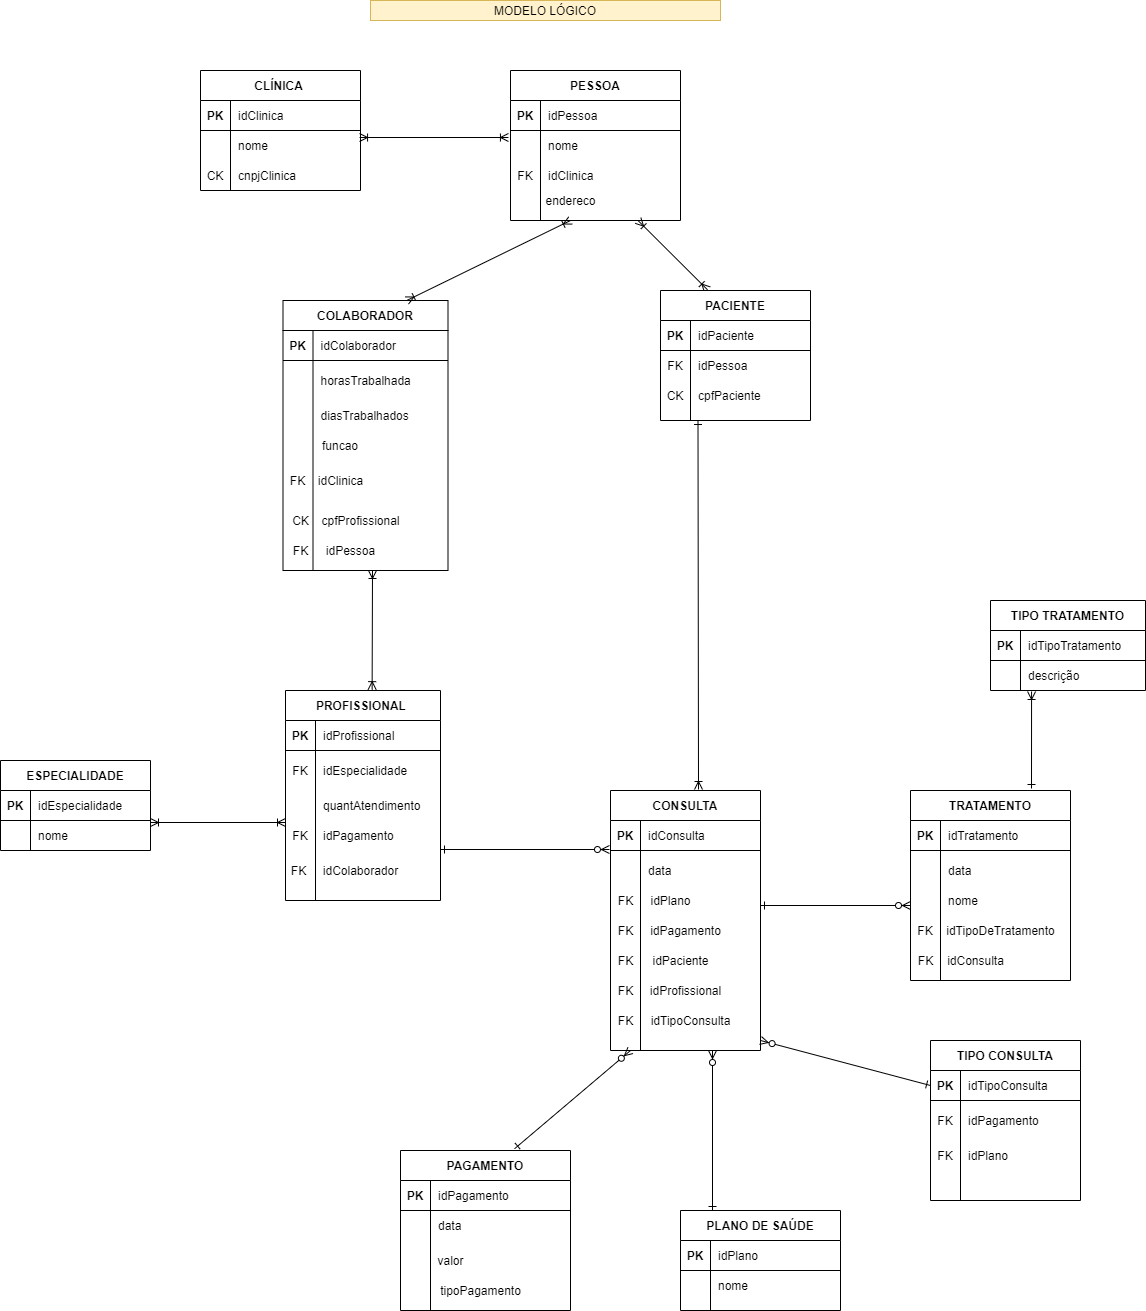 MODELO LÓGICO
CLÍNICA
PK idClinica
nome
CK cnpjClinica
PESSOA
PK idPessoa
nome
FK idClinica
endereco
COLABORADOR
PK idColaborador
horasTrabalhada
diasTrabalhados
funcao
FK idClinica
CK cpfProfissional
FK idPessoa
PACIENTE
PK idPaciente
FK idPessoa
CK cpfPaciente
TIPO TRATAMENTO
PK idTipoTratamento
descrição
PROFISSIONAL
PK idProfissional
FK idEspecialidade
quantAtendimento
FK idPagamento
FK idColaborador
ESPECIALIDADE
PK idEspecialidade
nome
CONSULTA
PK idConsulta
data
FK idPlano
FK idPagamento
FK idPaciente
FK idProfissional
FK idTipoConsulta
TRATAMENTO
PK idTratamento
data
nome
FK idTipoDeTratamento
FK idConsulta
TIPO CONSULTA
PK idTipoConsulta
FK idPagamento
FK idPlano
PAGAMENTO
PK idPagamento
data
valor
tipoPagamento
PLANO DE SAÚDE
PK idPlano
nome